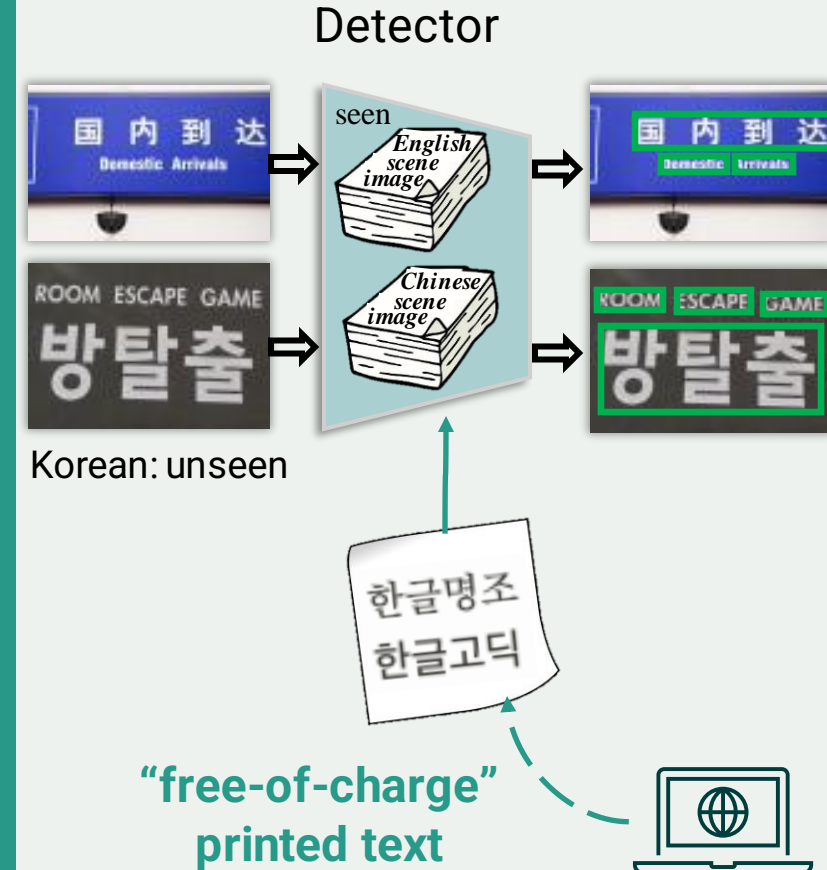 Detector
国内到达
Domestic Arrivals
seen
English
scene
image
国内到达
Domestic Arrivals
ROOM ESCAPE GAME
방탈출
Chinese
scene
image
ROOM ESCAPE GAME
방탈출
Korean: unseen
한글명조
한글고딕
“free-of-charge”
printed text